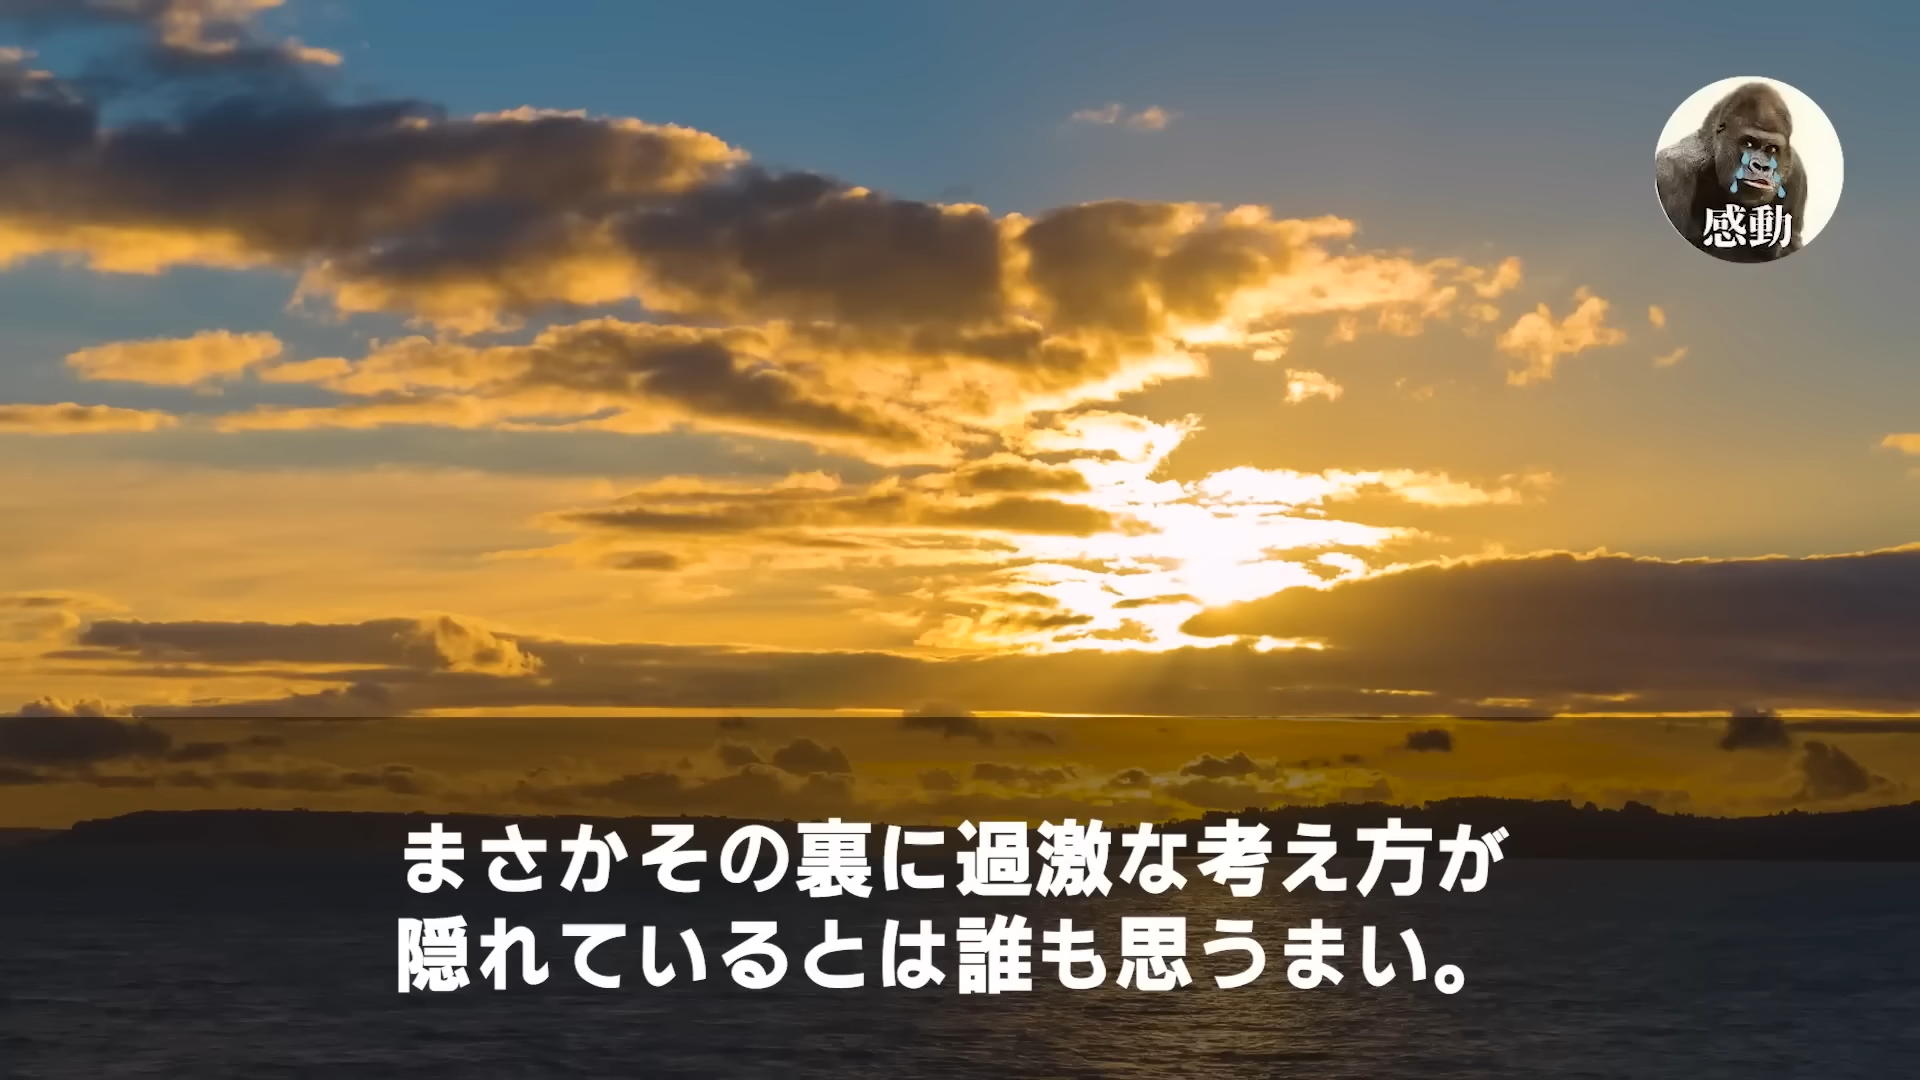 感動
まさかその裏に過激な考え方が
隠れているとは誰も思うまい。